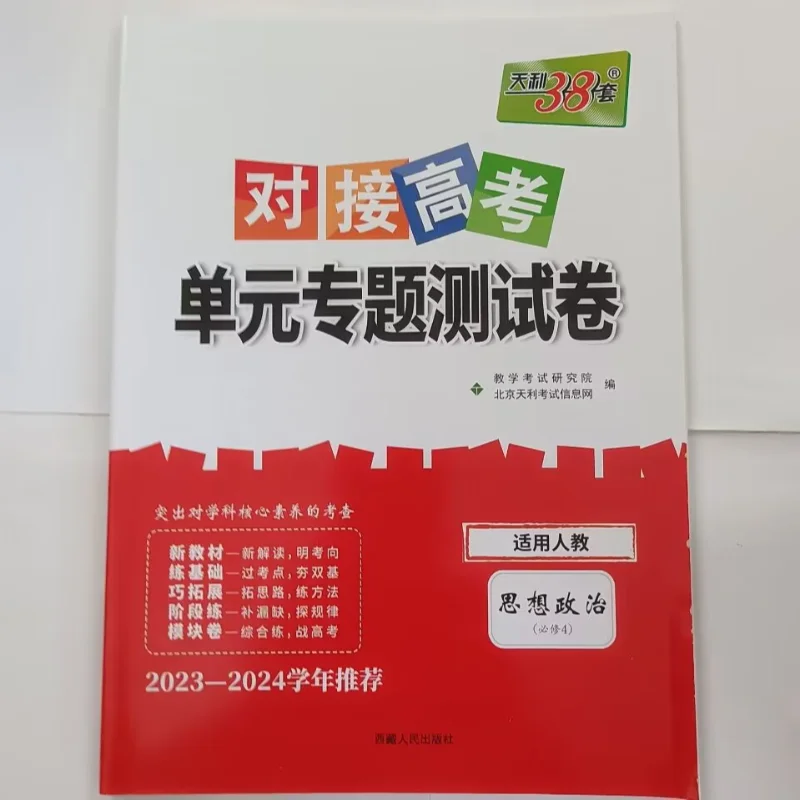 天利38套®
对接高考
单元专题测试卷
教学考试研究院
北京天利考试信息网
编
突出对学科核心素养的考查
新教材—新解读,明考向
练基础—过考点,夯双基
巧拓展—拓思路,练方法
阶段练—补漏缺,探规律
模块卷—综合练,战高考
适用人教
思想政治
(必修4)
2023—2024学年推荐
西藏人民出版社